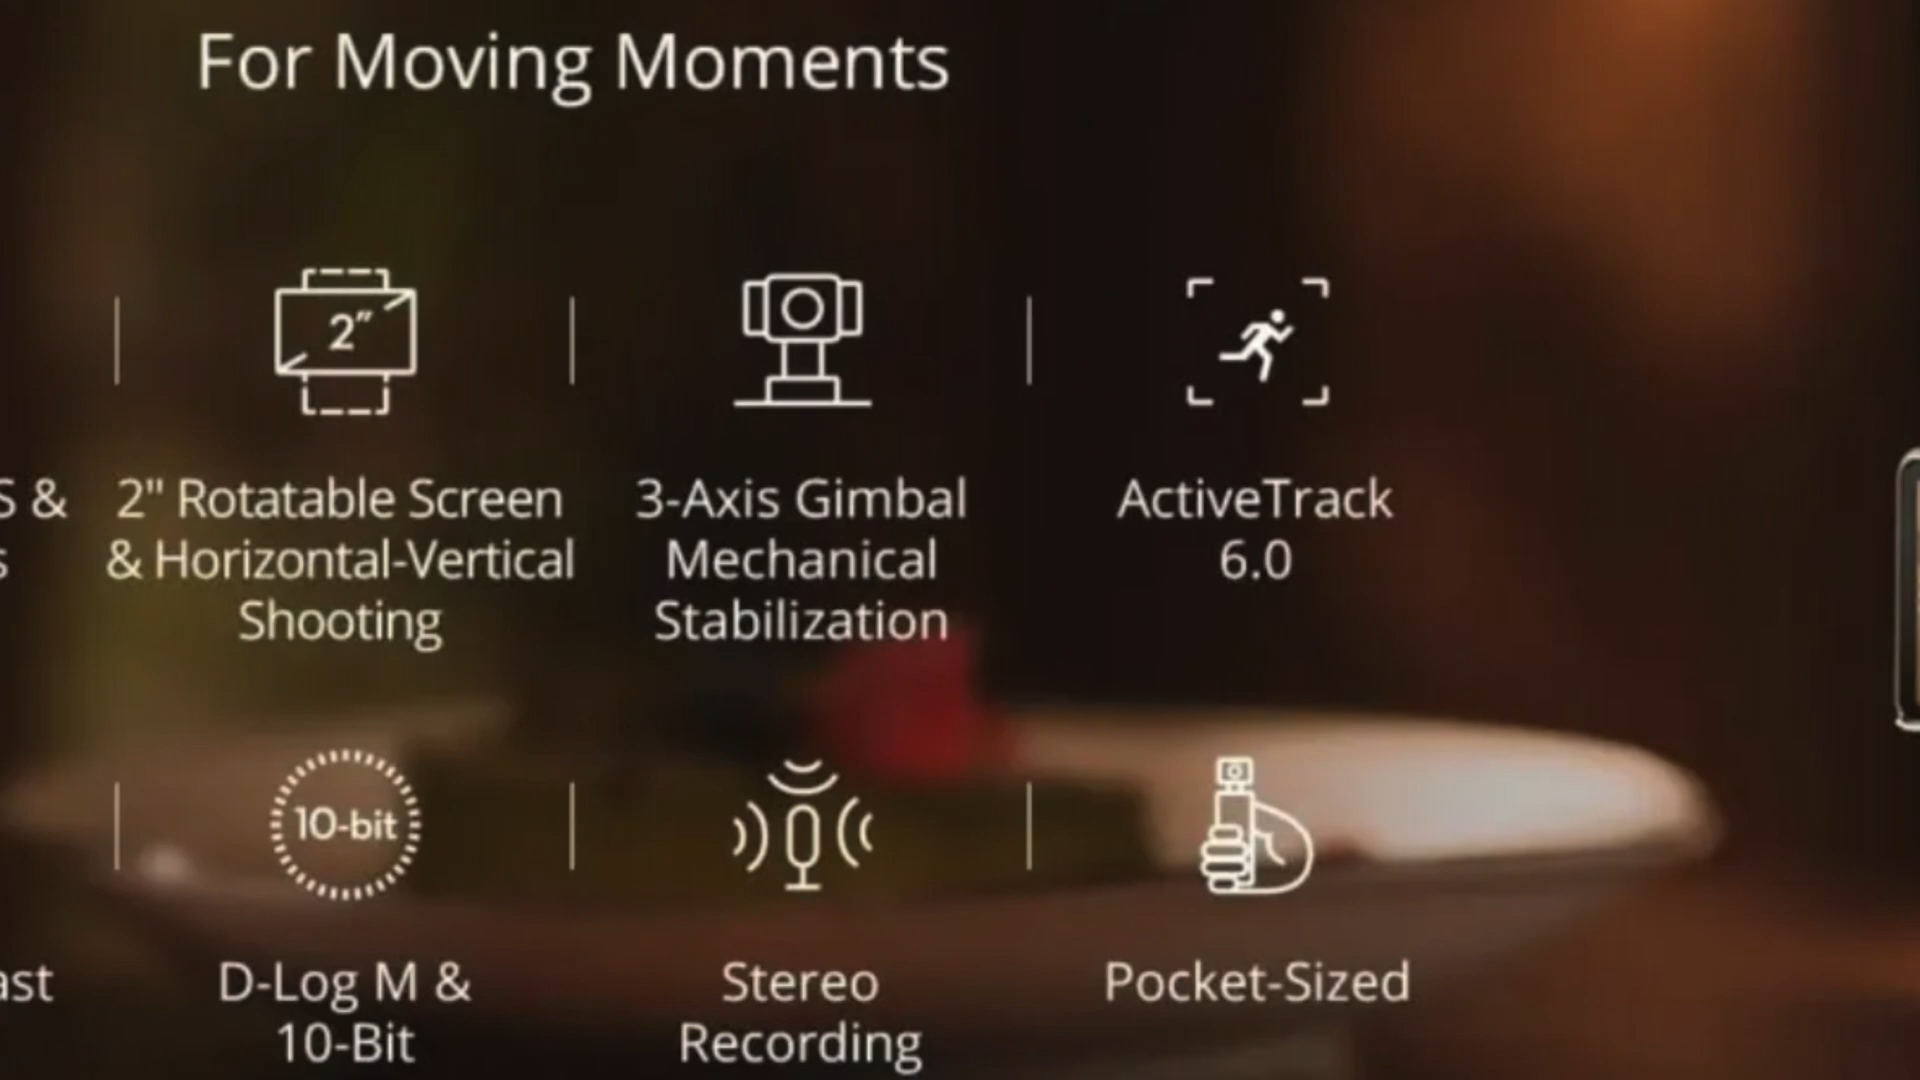 For Moving Moments
2"
S & 2" Rotatable Screen 3-Axis Gimbal ActiveTrack
& Horizontal-Vertical Mechanical 6.0
Shooting Stabilization
10-bit
D-Log M & Stereo Pocket-Sized
10-Bit Recording